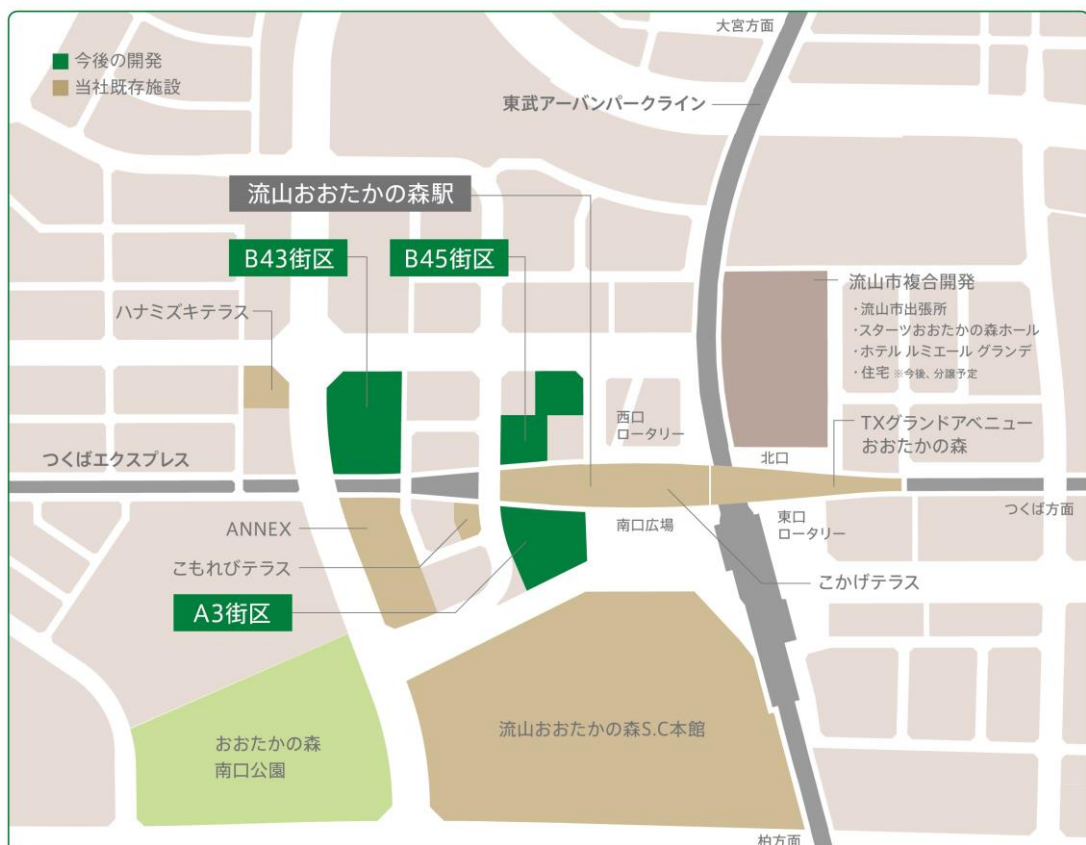 大宮方面
今後の開発
当社既存施設
東武アーバンパークライン
流山おおたかの森駅
B43街区
B45街区
流山市複合開発
・流山市出張所
・スターツおおたかの森ホール
・ホテル ルミエール グランデ
・住宅 ※今後、分譲予定
ハナミズキテラス
西口
ロータリー
TXグランドアベニュー
おおたかの森
つくばエクスプレス
北口
つくば方面
ANNEX
南口広場
東口
ロータリー
こもれびテラス
こかげテラス
A3街区
流山おおたかの森S.C本館
おおたかの森
南口公園
柏方面